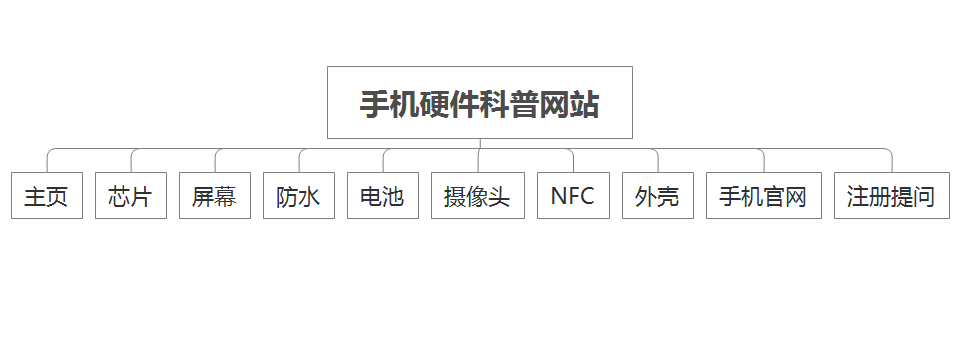 手机硬件科普网站
主页
芯片
屏幕
防水
电池
摄像头
NFC
外壳
手机官网
注册提问